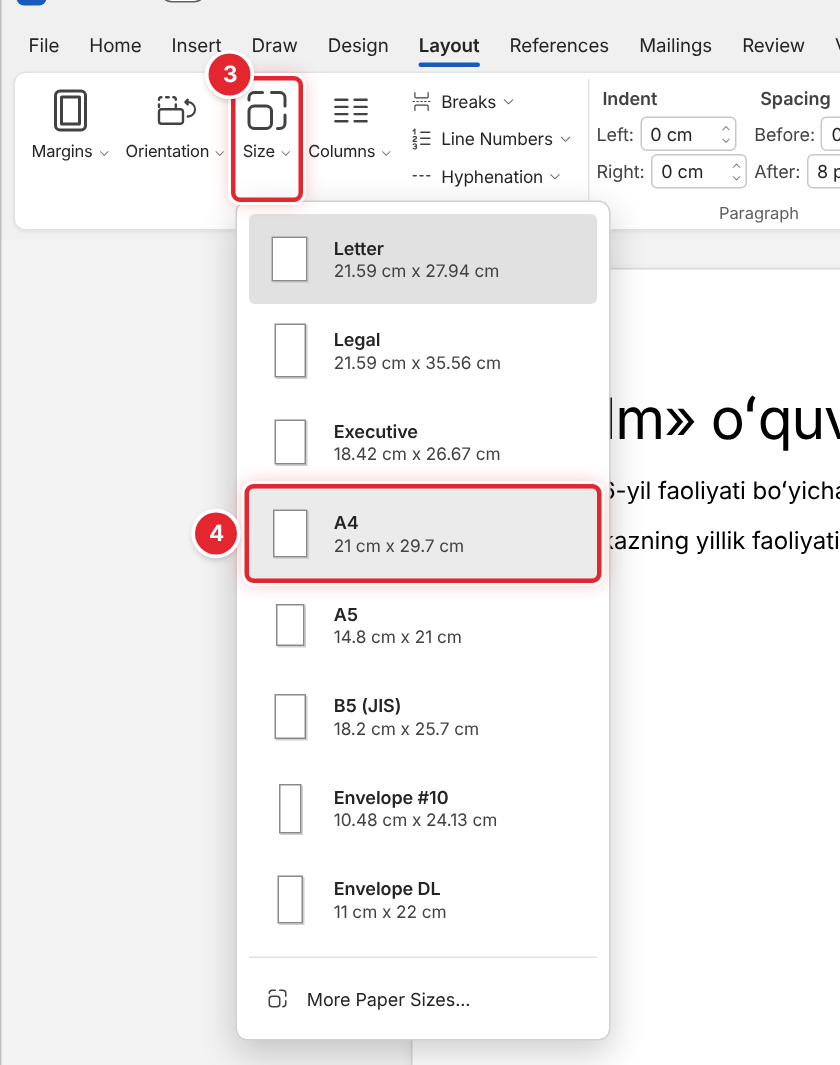 File Home Insert Draw Design Layout References Mailings Review
3
Margins Orientation Size Columns
Breaks
Line Numbers
Hyphenation
Indent Spacing
Left: 0 cm Before:
Right: 0 cm After: 8
Paragraph
Letter
21.59 cm x 27.94 cm
Legal
21.59 cm x 35.56 cm
Executive
18.42 cm x 26.67 cm
4
A4
21 cm x 29.7 cm
A5
14.8 cm x 21 cm
B5 (JIS)
18.2 cm x 25.7 cm
Envelope #10
10.48 cm x 24.13 cm
Envelope DL
11 cm x 22 cm
More Paper Sizes...
lm» oʻquv
6-yil faoliyati boʻyicha
kazning yillik faoliyati